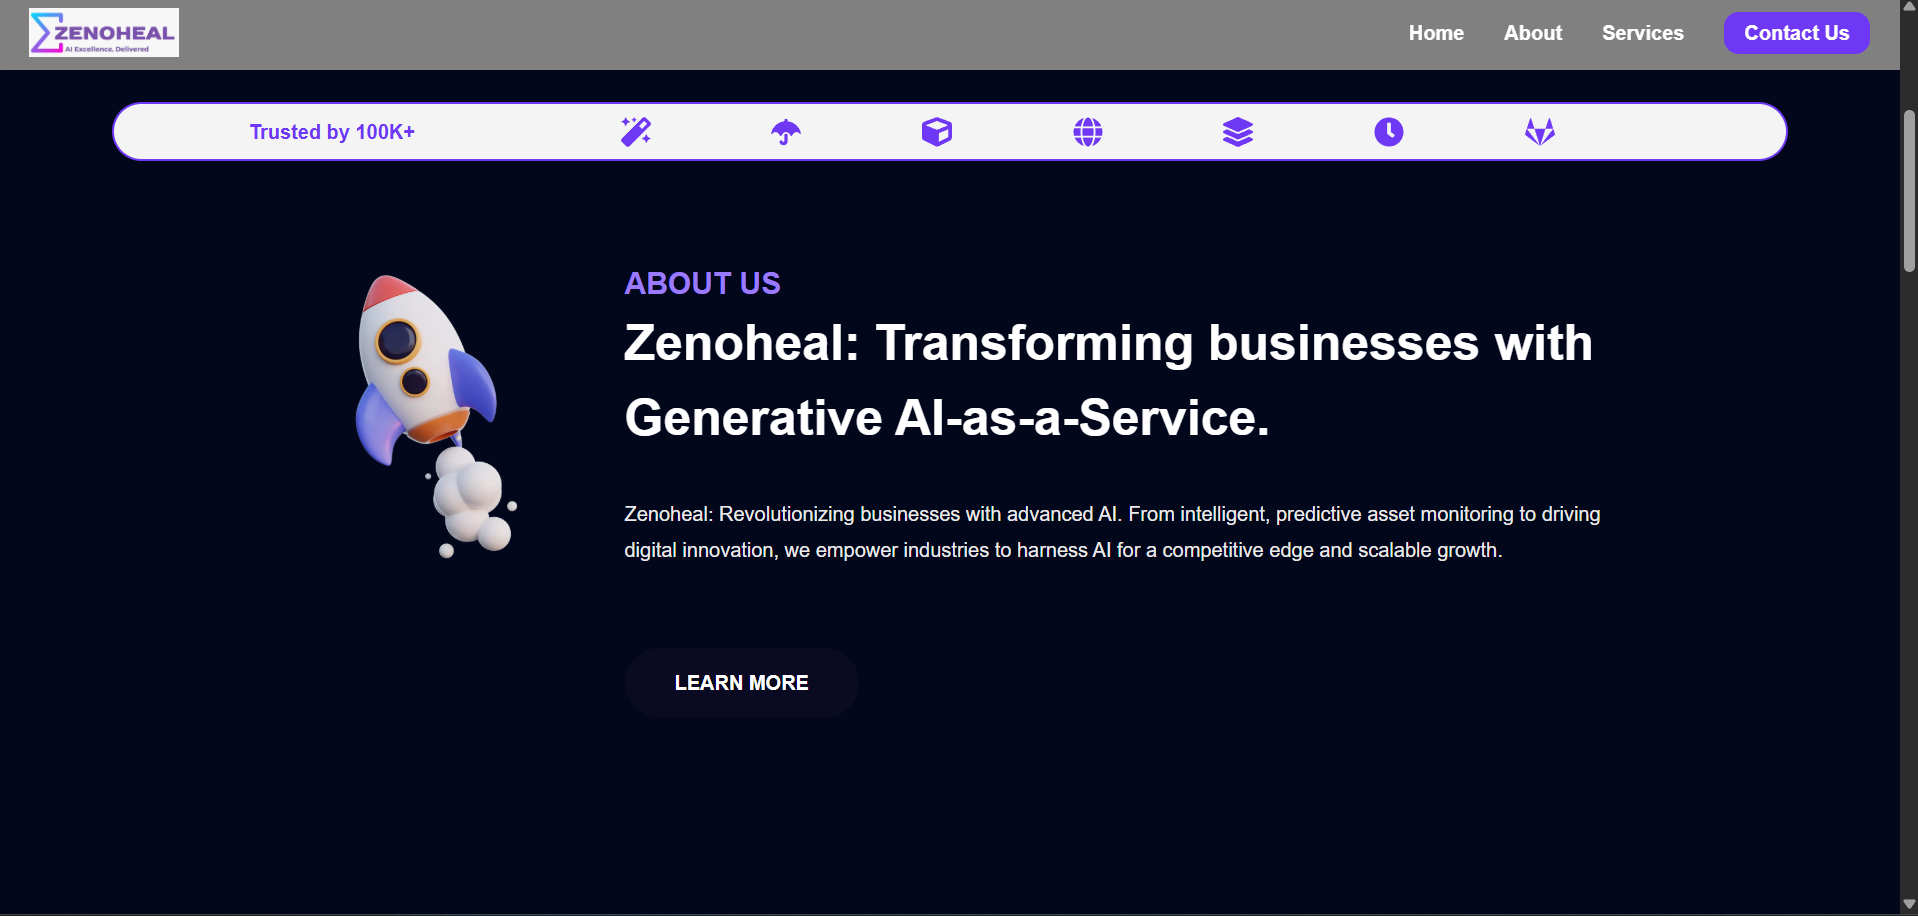 ZENOHEAL
AI Excellence, Delivered
Home
About
Services
Contact Us
Trusted by 100K+
ABOUT US
Zenoheal: Transforming businesses with
Generative AI-as-a-Service.
Zenoheal: Revolutionizing businesses with advanced AI. From intelligent, predictive asset monitoring to driving
digital innovation, we empower industries to harness AI for a competitive edge and scalable growth.
LEARN MORE